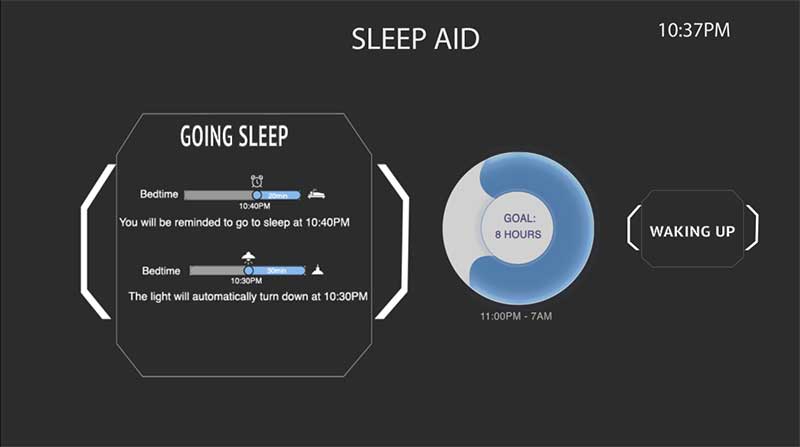 SLEEP AID
10:37PM
GOING SLEEP
Bedtime
20min
10:40PM
You will be reminded to go to sleep at 10:40PM
Bedtime
30min
10:30PM
The light will automatically turn down at 10:30PM
GOAL:
8 HOURS
11:00PM - 7AM
WAKING UP